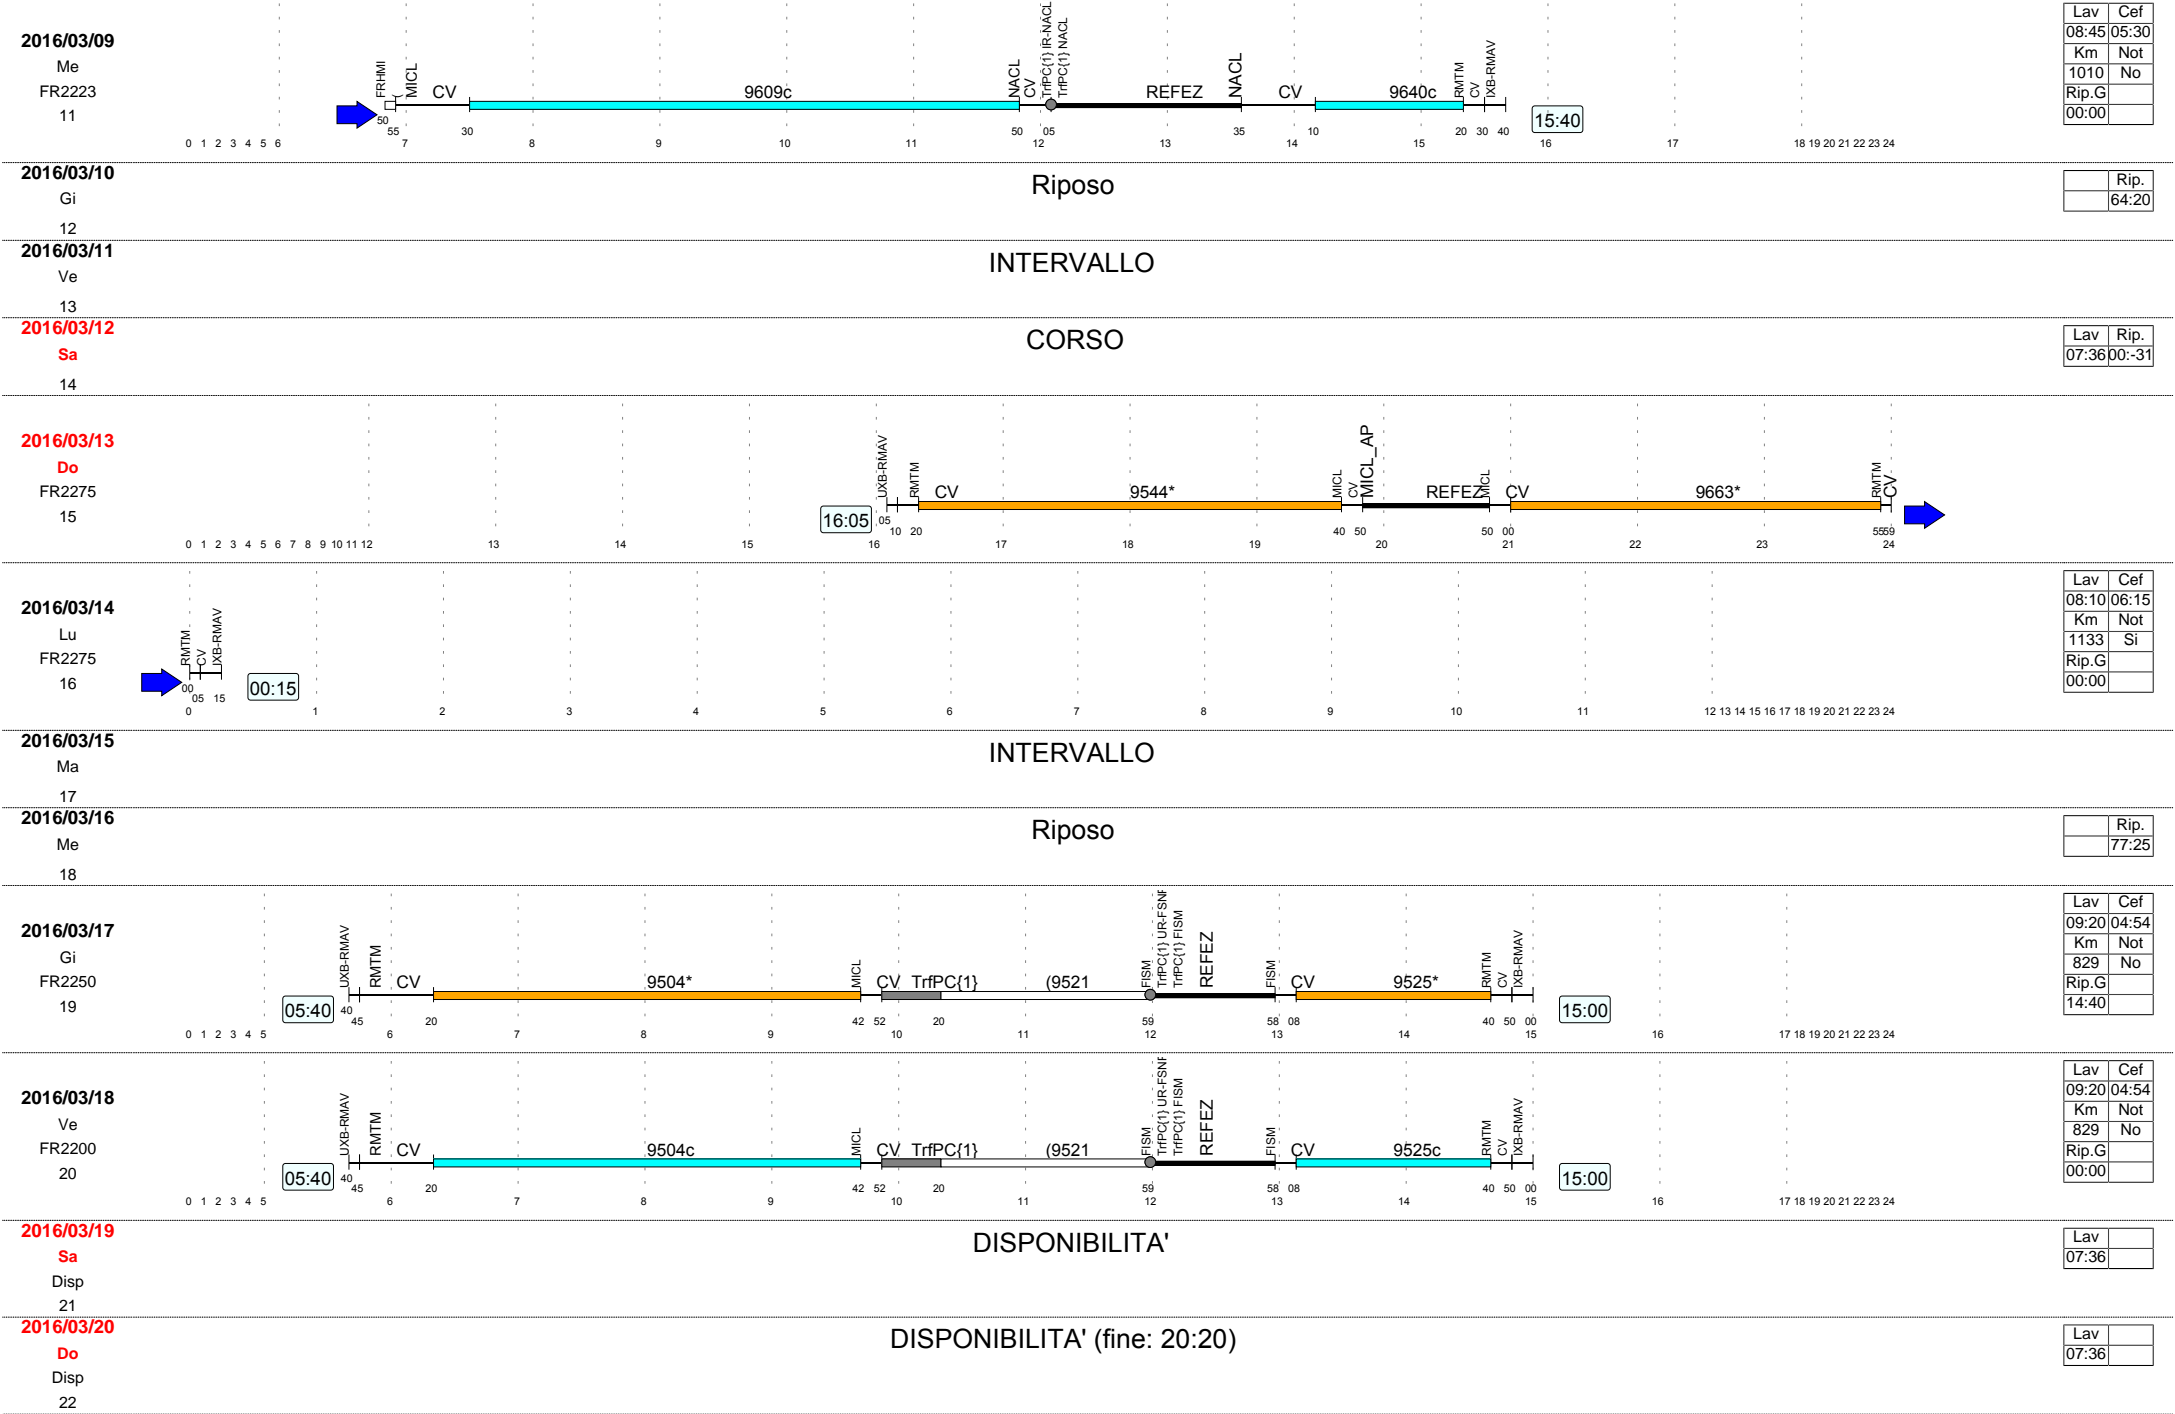 2016/03/09
Me
FR2223
11
FRHMI
MICL
CV
9609c
NACL
CV
TrfPC{1} IR-NACL
TrfPC{1} NACL
REFEZ
NACL
CV
9640c
RMTM
CV
IXB-RMAV
50 55 30 50 05 35 10 20 30 40
15:40
0 1 2 3 4 5 6 7 8 9 10 11 12 13 14 15 16 17 18 19 20 21 22 23 24
Lav Cef
08:45 05:30
Km Not
1010 No
Rip.G
00:00
2016/03/10
Gi
12
Riposo
Rip.
64:20
2016/03/11
Ve
13
INTERVALLO
2016/03/12
Sa
14
CORSO
Lav Rip.
07:36 00:-31
2016/03/13
Do
FR2275
15
16:05
UXB-RMAV
RMTM
CV
9544*
MICL
CV
MICL_AP
REFEZ
MICL
CV
9663*
RMTM
CV
05 10 20 40 50 50 00 55 59
0 1 2 3 4 5 6 7 8 9 10 11 12 13 14 15 16 17 18 19 20 21 22 23 24
2016/03/14
Lu
FR2275
16
RMTM
CV
IXB-RMAV
00 05 15
00:15
0 1 2 3 4 5 6 7 8 9 10 11 12 13 14 15 16 17 18 19 20 21 22 23 24
Lav Cef
08:10 06:15
Km Not
1133 Si
Rip.G
00:00
2016/03/15
Ma
17
INTERVALLO
2016/03/16
Me
18
Riposo
Rip.
77:25
2016/03/17
Gi
FR2250
19
05:40
UXB-RMAV
RMTM
CV
9504*
MICL
CV
TrfPC{1}
(9521
FISM
TrfPC{1} UR-FSNF
TrfPC{1} FISM
REFEZ
FISM
CV
9525*
RMTM
CV
IXB-RMAV
40 45 20 42 52 20 59 58 08 40 50 00
15:00
0 1 2 3 4 5 6 7 8 9 10 11 12 13 14 15 16 17 18 19 20 21 22 23 24
Lav Cef
09:20 04:54
Km Not
829 No
Rip.G
14:40
2016/03/18
Ve
FR2200
20
05:40
UXB-RMAV
RMTM
CV
9504c
MICL
CV
TrfPC{1}
(9521
FISM
TrfPC{1} UR-FSNF
TrfPC{1} FISM
REFEZ
FISM
CV
9525c
RMTM
CV
IXB-RMAV
40 45 20 42 52 20 59 58 08 40 50 00
15:00
0 1 2 3 4 5 6 7 8 9 10 11 12 13 14 15 16 17 18 19 20 21 22 23 24
Lav Cef
09:20 04:54
Km Not
829 No
Rip.G
00:00
2016/03/19
Sa
Disp
21
DISPONIBILITA'
Lav
07:36
2016/03/20
Do
Disp
22
DISPONIBILITA' (fine: 20:20)
Lav
07:36